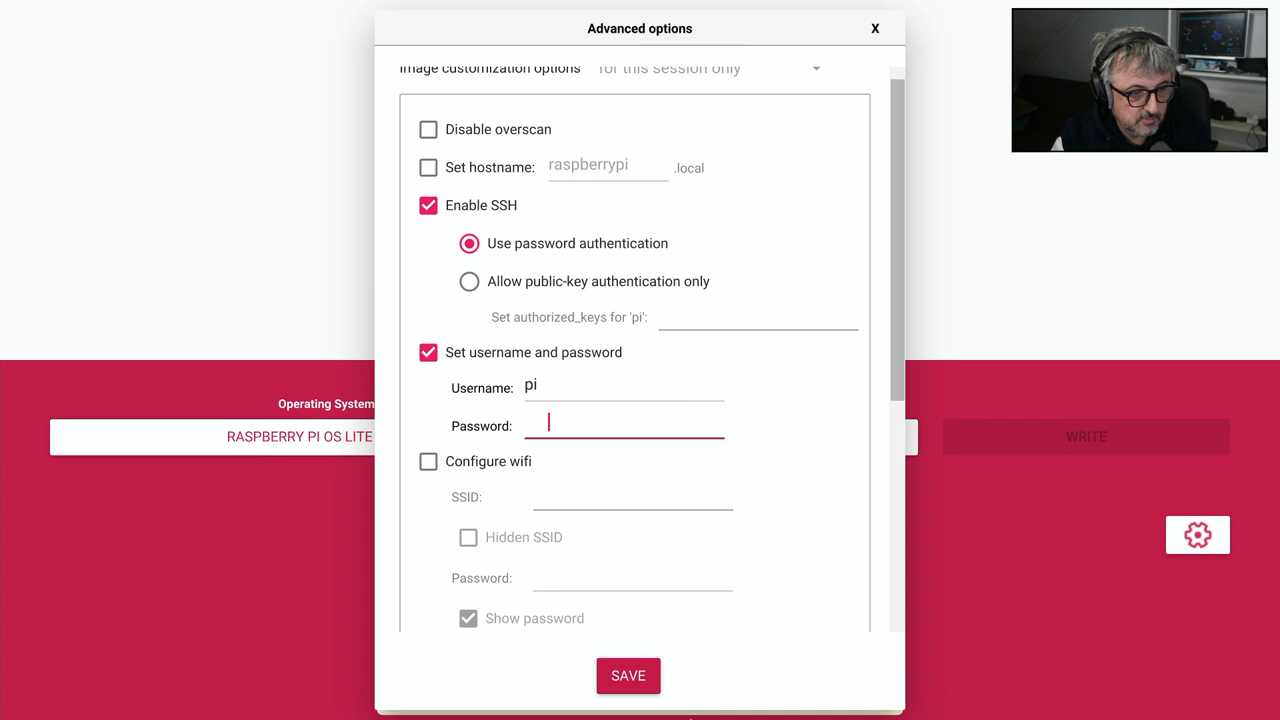 Advanced options X
Image customization options for this session only
Disable overscan
Set hostname: raspberrypi .local
Enable SSH
Use password authentication
Allow public-key authentication only
Set authorized_keys for 'pi':
Set username and password
Username: pi
Operating System
Password:
RASPBERRY PI OS LITE
WRITE
Configure wifi
SSID:
Hidden SSID
Password:
Show password
SAVE